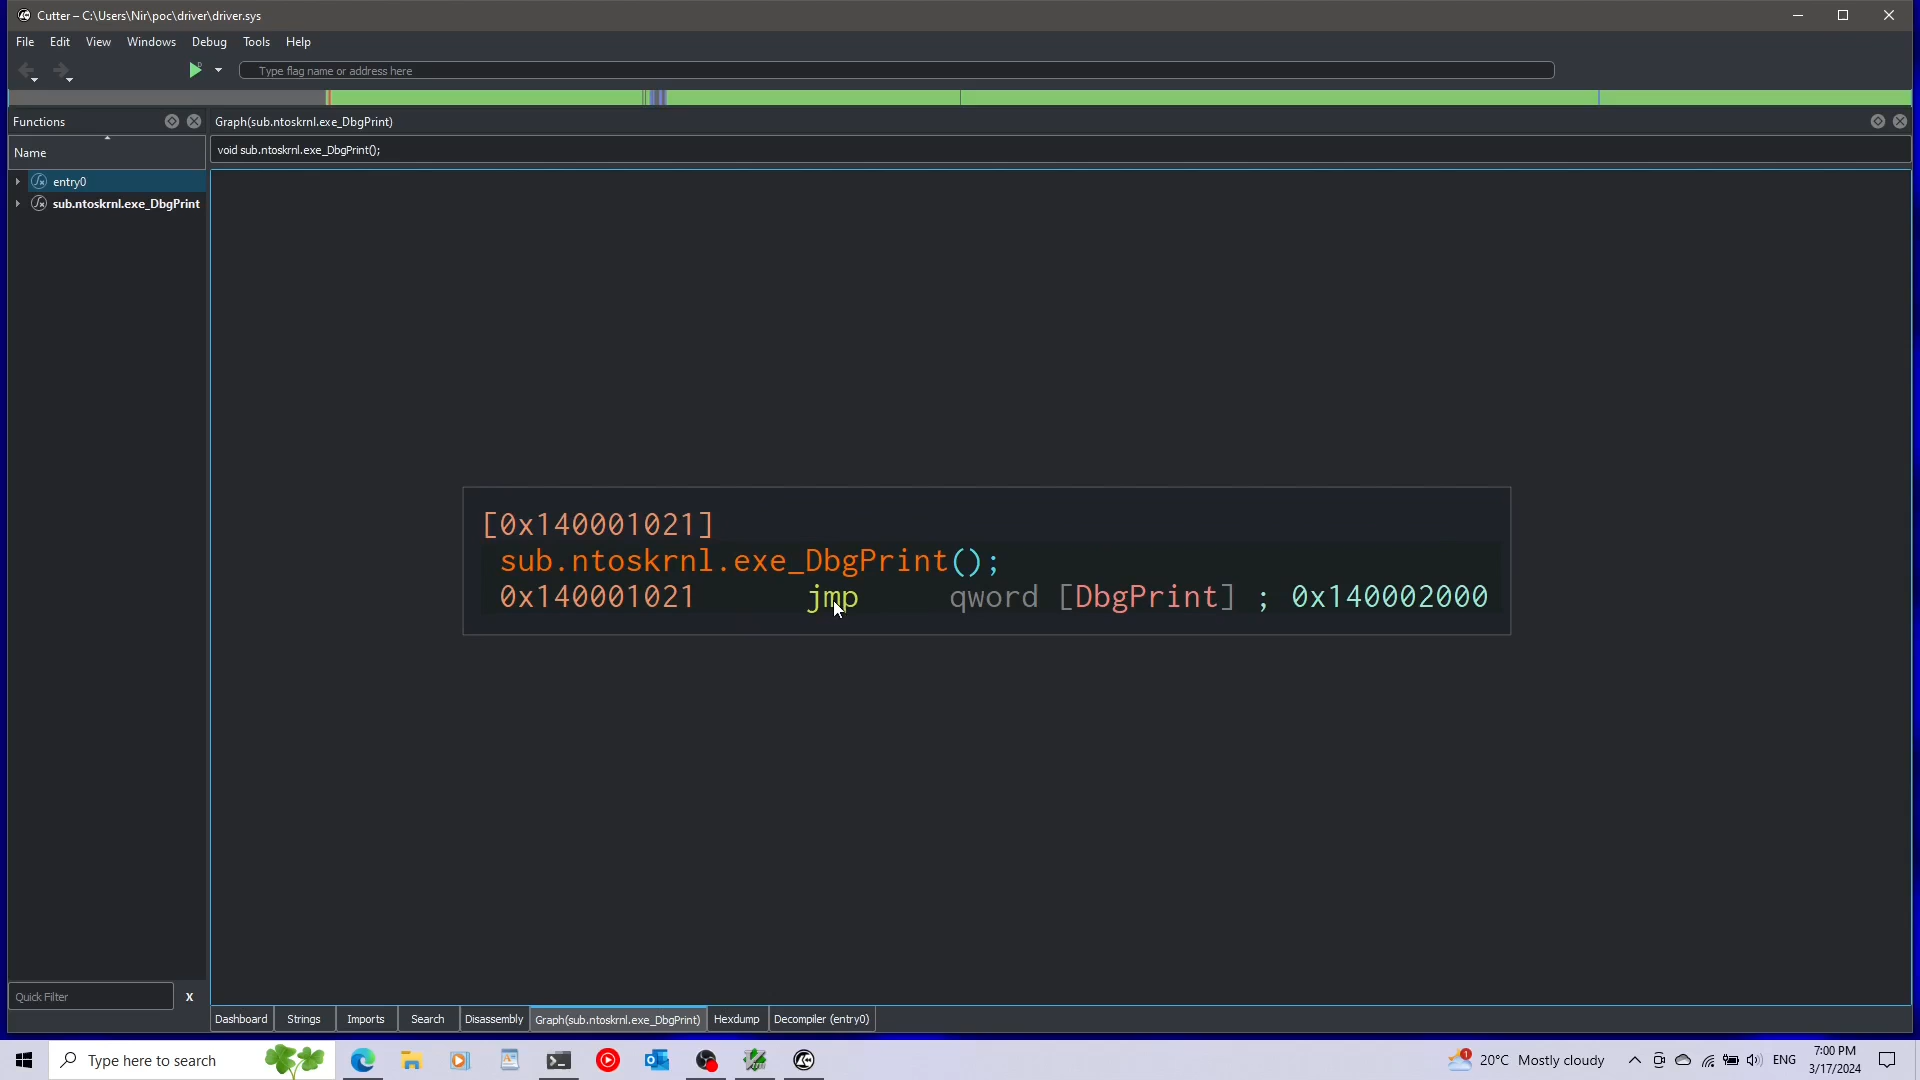 Cutter – C:\Users\Nir\poc\driver\driver.sys
File Edit View Windows Debug Tools Help
Type flag name or address here
Functions
Graph(sub.ntoskrnl.exe_DbgPrint)
Name
void sub.ntoskrnl.exe_DbgPrint();
entry0
sub.ntoskrnl.exe_DbgPrint
[0x140001021]
sub.ntoskrnl.exe_DbgPrint();
0x140001021 jmp qword [DbgPrint] ; 0x140002000
Quick Filter X
Dashboard Strings Imports Search Disassembly Graph(sub.ntoskrnl.exe_DbgPrint) Hexdump Decompiler (entry0)
Type here to search
1 20°C Mostly cloudy ENG
7:00 PM
3/17/2024